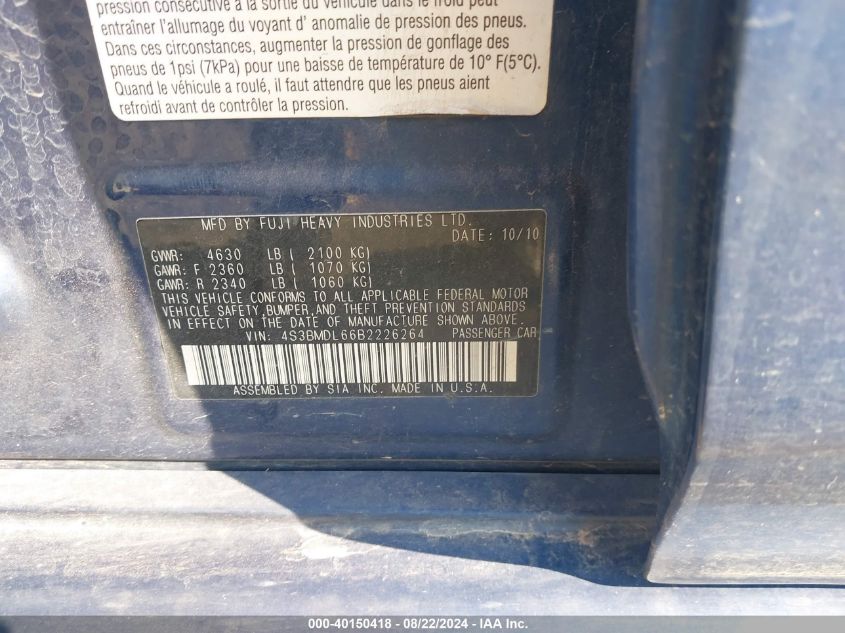 pression consécutive à la sortie du véhicule dans le froid peut
entraîner l'allumage du voyant d' anomalie de pression des pneus.
Dans ces circonstances, augmenter la pression de gonflage des
pneus de 1psi (7kPa) pour une baisse de température de 10° F(5°C).
Quand le véhicule a roulé, il faut attendre que les pneus aient
refroidi avant de contrôler la pression.
MFD BY FUJI HEAVY INDUSTRIES LTD.
DATE: 10/10
GVWR: 4630 LB ( 2100 KG)
GAWR: F 2360 LB ( 1070 KG)
GAWR: R 2340 LB ( 1060 KG)
THIS VEHICLE CONFORMS TO ALL APPLICABLE FEDERAL MOTOR
VEHICLE SAFETY, BUMPER, AND THEFT PREVENTION STANDARDS
IN EFFECT ON THE DATE OF MANUFACTURE SHOWN ABOVE.
VIN: 4S3BMDL66B2226264 PASSENGER CAR
ASSEMBLED BY SIA INC. MADE IN U.S.A.
000-40150418 - 08/22/2024 - IAA Inc.